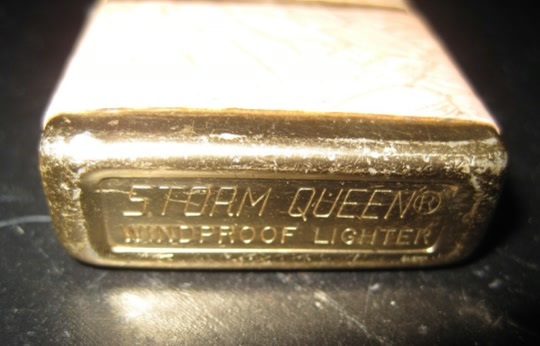 STORM QUEEN®
WINDPROOF LIGHTER